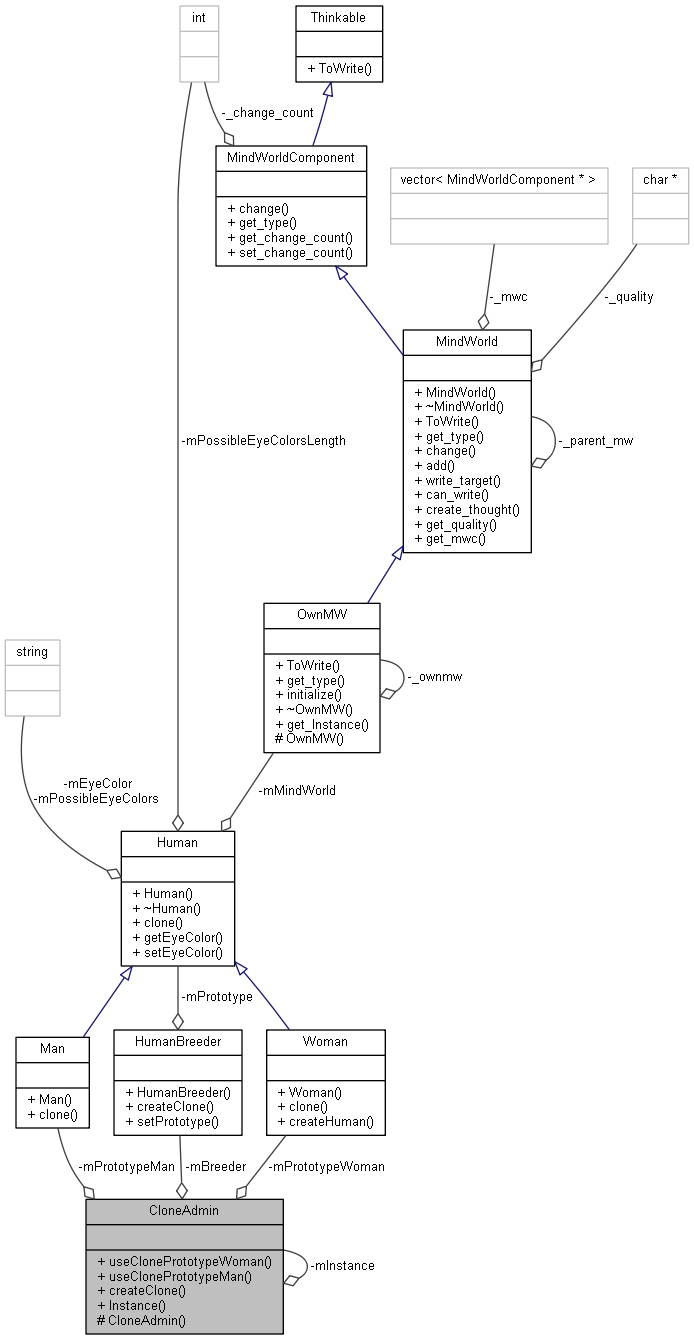 int
Thinkable
+ ToWrite()
-_change_count
MindWorldComponent
+ change()
+ get_type()
+ get_change_count()
+ set_change_count()
vector< MindWorldComponent * >
char *
-_mwc
-_quality
MindWorld
+ MindWorld()
+ ~MindWorld()
+ ToWrite()
+ get_type()
+ change()
+ add()
+ write_target()
+ can_write()
+ create_thought()
+ get_quality()
+ get_mwc()
-_parent_mw
-mPossibleEyeColorsLength
OwnMW
+ ToWrite()
+ get_type()
+ initialize()
+ ~OwnMW()
+ get_Instance()
# OwnMW()
-_ownmw
string
-mEyeColor
-mPossibleEyeColors
-mMindWorld
Human
+ Human()
+ ~Human()
+ clone()
+ getEyeColor()
+ setEyeColor()
-mPrototype
Man
+ Man()
+ clone()
HumanBreeder
+ HumanBreeder()
+ createClone()
+ setPrototype()
Woman
+ Woman()
+ clone()
+ createHuman()
-mPrototypeMan
-mBreeder
-mPrototypeWoman
CloneAdmin
+ useClonePrototypeWoman()
+ useClonePrototypeMan()
+ createClone()
+ Instance()
# CloneAdmin()
-mInstance